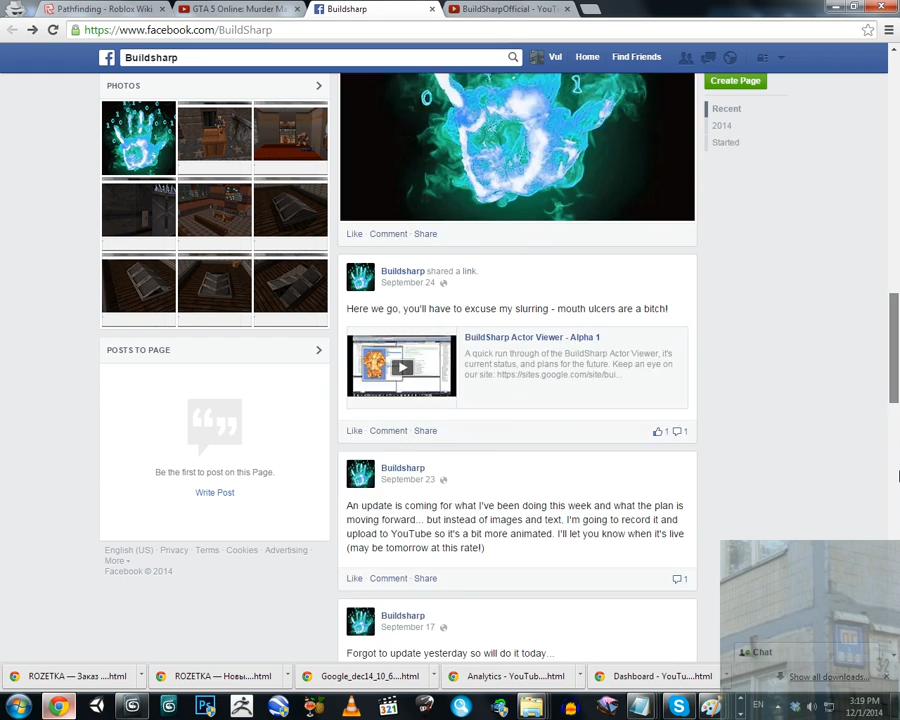 Pathfinding - Roblox Wiki
GTA 5 Online: Murder M
Buildsharp
BuildSharpOfficial - YouT
https://www.facebook.com/BuildSharp
Buildsharp
Vul
Home
Find Friends
PHOTOS
Create Page
Recent
2014
Started
Like · Comment · Share
Buildsharp shared a link.
September 24
Here we go, you'll have to excuse my slurring - mouth ulcers are a bitch!
BuildSharp Actor Viewer - Alpha 1
A quick run through of the BuildSharp Actor Viewer, it's
current status, and plans for the future. Keep an eye on
our site: https://sites.google.com/site/bui...
Like · Comment · Share
1 1
POSTS TO PAGE
Be the first to post on this Page.
Write Post
English (US) · Privacy · Terms · Cookies · Advertising ·
More
Facebook © 2014
Buildsharp
September 23
An update is coming for what I've been doing this week and what the plan is
moving forward... but instead of images and text, I'm going to record it and
upload to YouTube so it's a bit more animated. I'll let you know when it's live
(may be tomorrow at this rate!)
Like · Comment · Share
1
Buildsharp
September 17
Forgot to update yesterday so will do it today...
Chat
ROZETKA — Заказ ....html
ROZETKA — Новы....html
Google_dec14_10_6....html
Analytics - YouTub....html
Dashboard - YouTu....html
Show all downloads...
EN
3:19 PM
12/1/2014